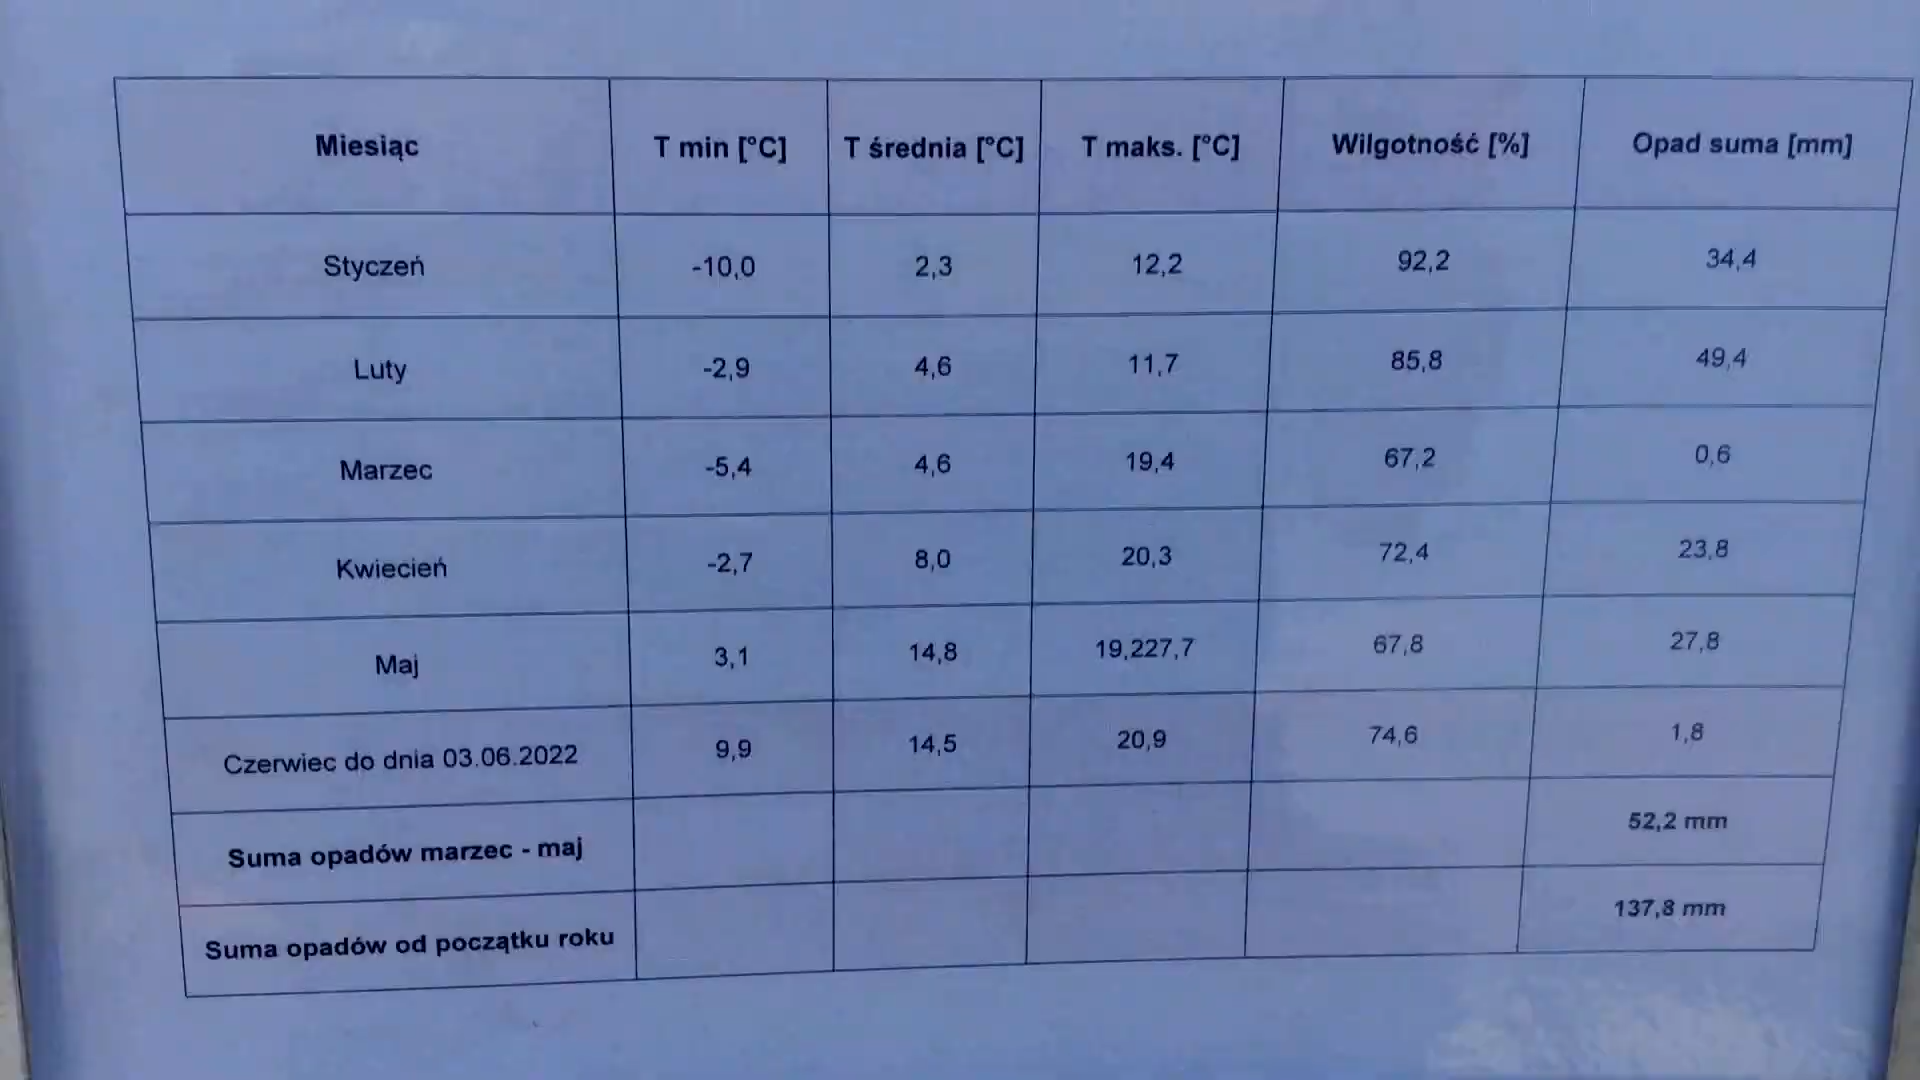 Miesiąc T min [°C] T średnia [°C] T maks. [°C] Wilgotność [%] Opad suma [mm]
Styczeń -10,0 2,3 12,2 92,2 34,4
Luty -2,9 4,6 11,7 85,8 49,4
Marzec -5,4 4,6 19,4 67,2 0,6
Kwiecień -2,7 8,0 20,3 72,4 23,8
Maj 3,1 14,8 19,227,7 67,8 27,8
Czerwiec do dnia 03.06.2022 9,9 14,5 20,9 74,6 1,8
Suma opadów marzec - maj 52,2 mm
Suma opadów od początku roku 137,8 mm